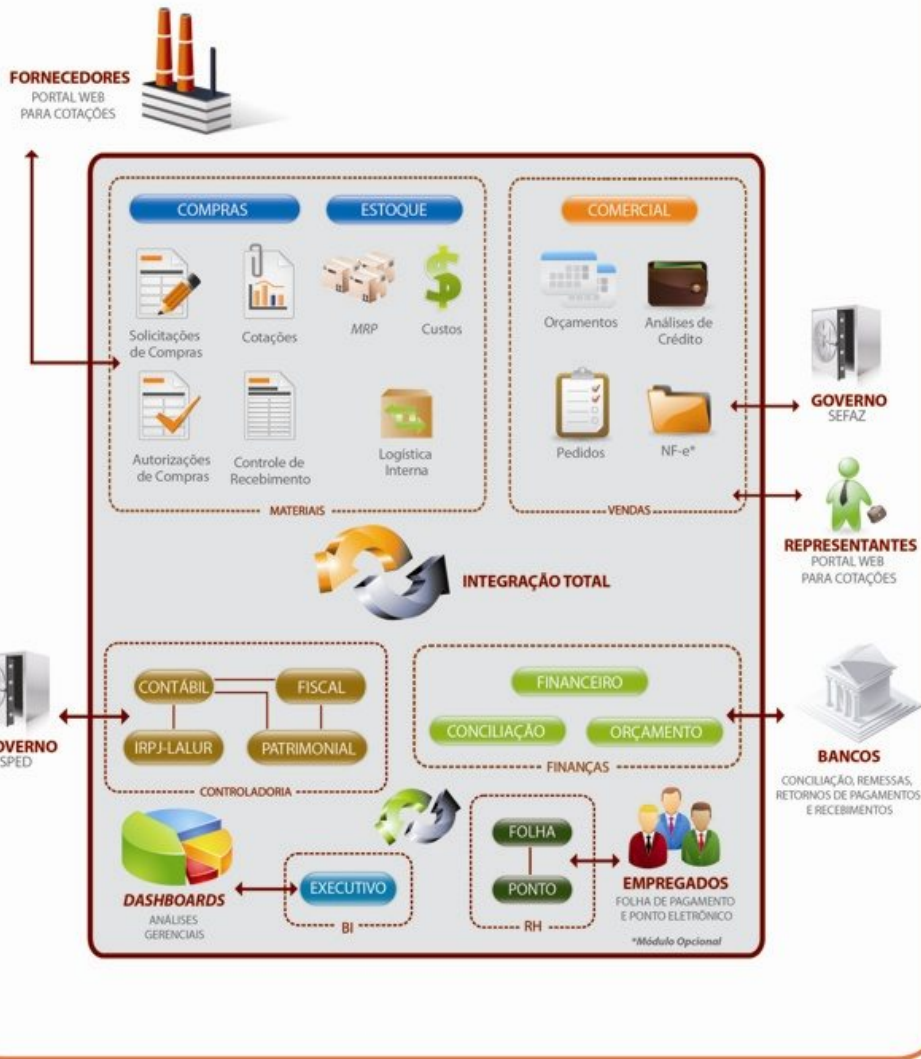 FORNECEDORES
PORTAL WEB
PARA COTAÇÕES
COMPRAS
ESTOQUE
Solicitações
de Compras
Cotações
MRP
Custos
Autorizações
de Compras
Controle de
Recebimento
Logística
Interna
MATERIAIS
COMERCIAL
Orçamentos
Análises de
Crédito
Pedidos
NF-e*
VENDAS
GOVERNO
SEFAZ
REPRESENTANTES
PORTAL WEB
PARA COTAÇÕES
INTEGRAÇÃO TOTAL
CONTÁBIL
FISCAL
IRPJ-LALUR
PATRIMONIAL
CONTROLADORIA
OVERNO
SPED
FINANCEIRO
CONCILIAÇÃO
ORÇAMENTO
FINANÇAS
BANCOS
CONCILIAÇÃO, REMESSAS,
RETORNOS DE PAGAMENTOS
E RECEBIMENTOS
DASHBOARDS
ANÁLISES
GERENCIAIS
EXECUTIVO
BI
FOLHA
PONTO
RH
EMPREGADOS
FOLHA DE PAGAMENTO
E PONTO ELETRÔNICO
*Módulo Opcional